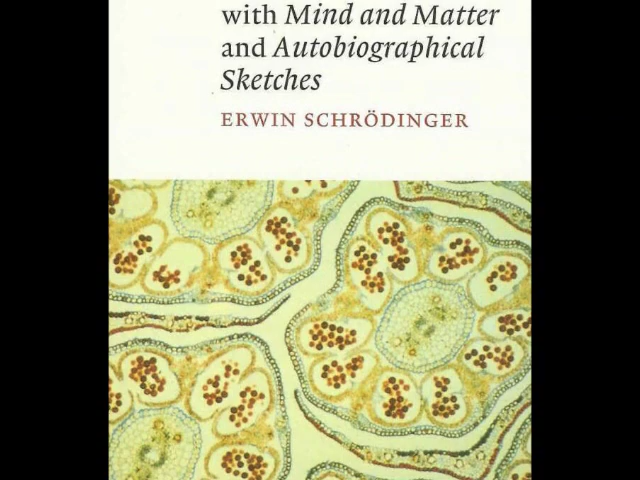 with Mind and Matter
and Autobiographical
Sketches
ERWIN SCHRÖDINGER